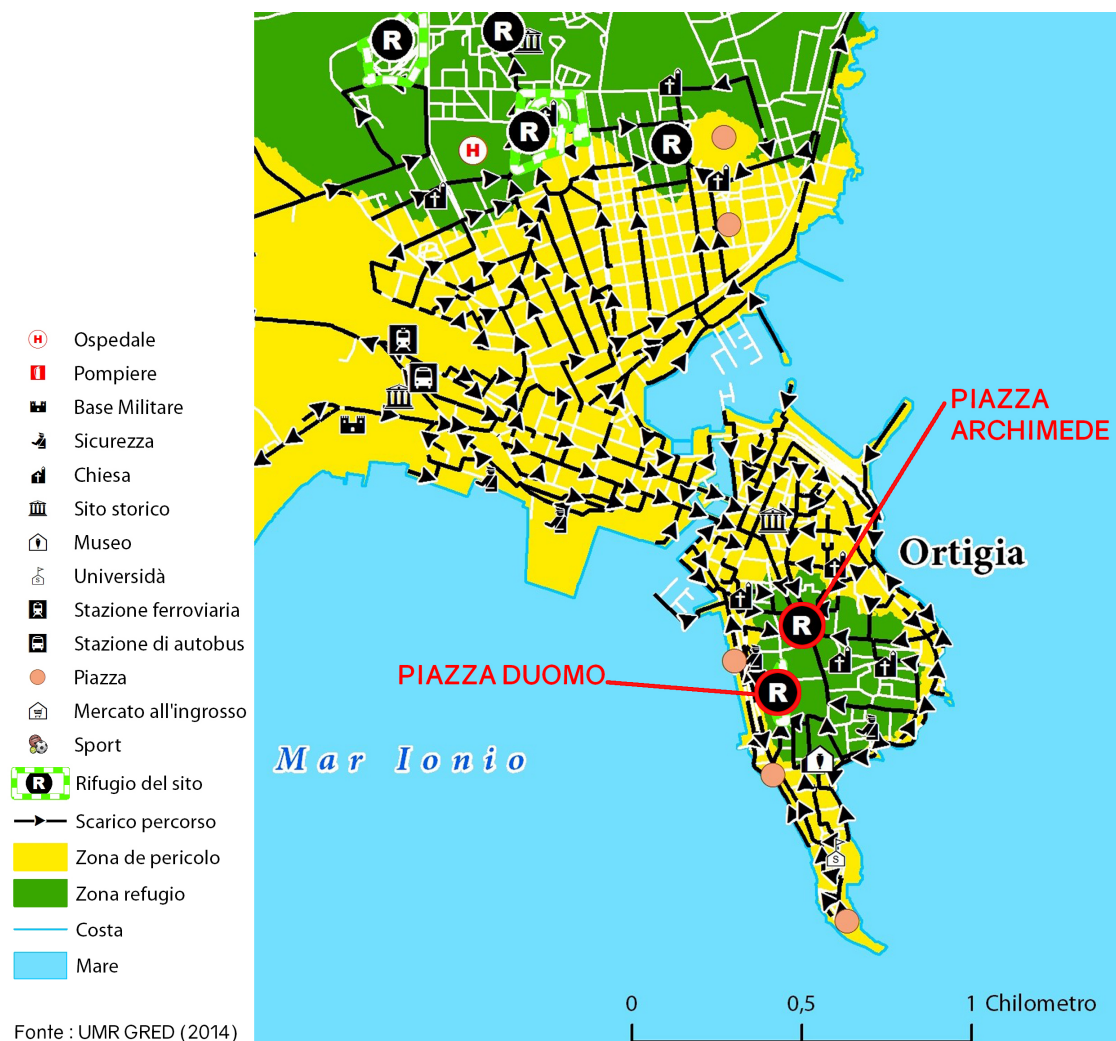 H Ospedale
Pompiere
Base Militare
Sicurezza
Chiesa
Sito storico
Museo
S Universidà
Stazione ferroviaria
Stazione di autobus
Piazza
Mercato all'ingrosso
Sport
R Rifugio del sito
Scarico percorso
Zona de pericolo
Zona refugio
Costa
Mare
Fonte : UMR GRED (2014)
R
R
R
R
H
PIAZZA
ARCHIMEDE
Ortigia
R
PIAZZA DUOMO
R
Mar Ionio
S
0 0,5 1 Chilometro